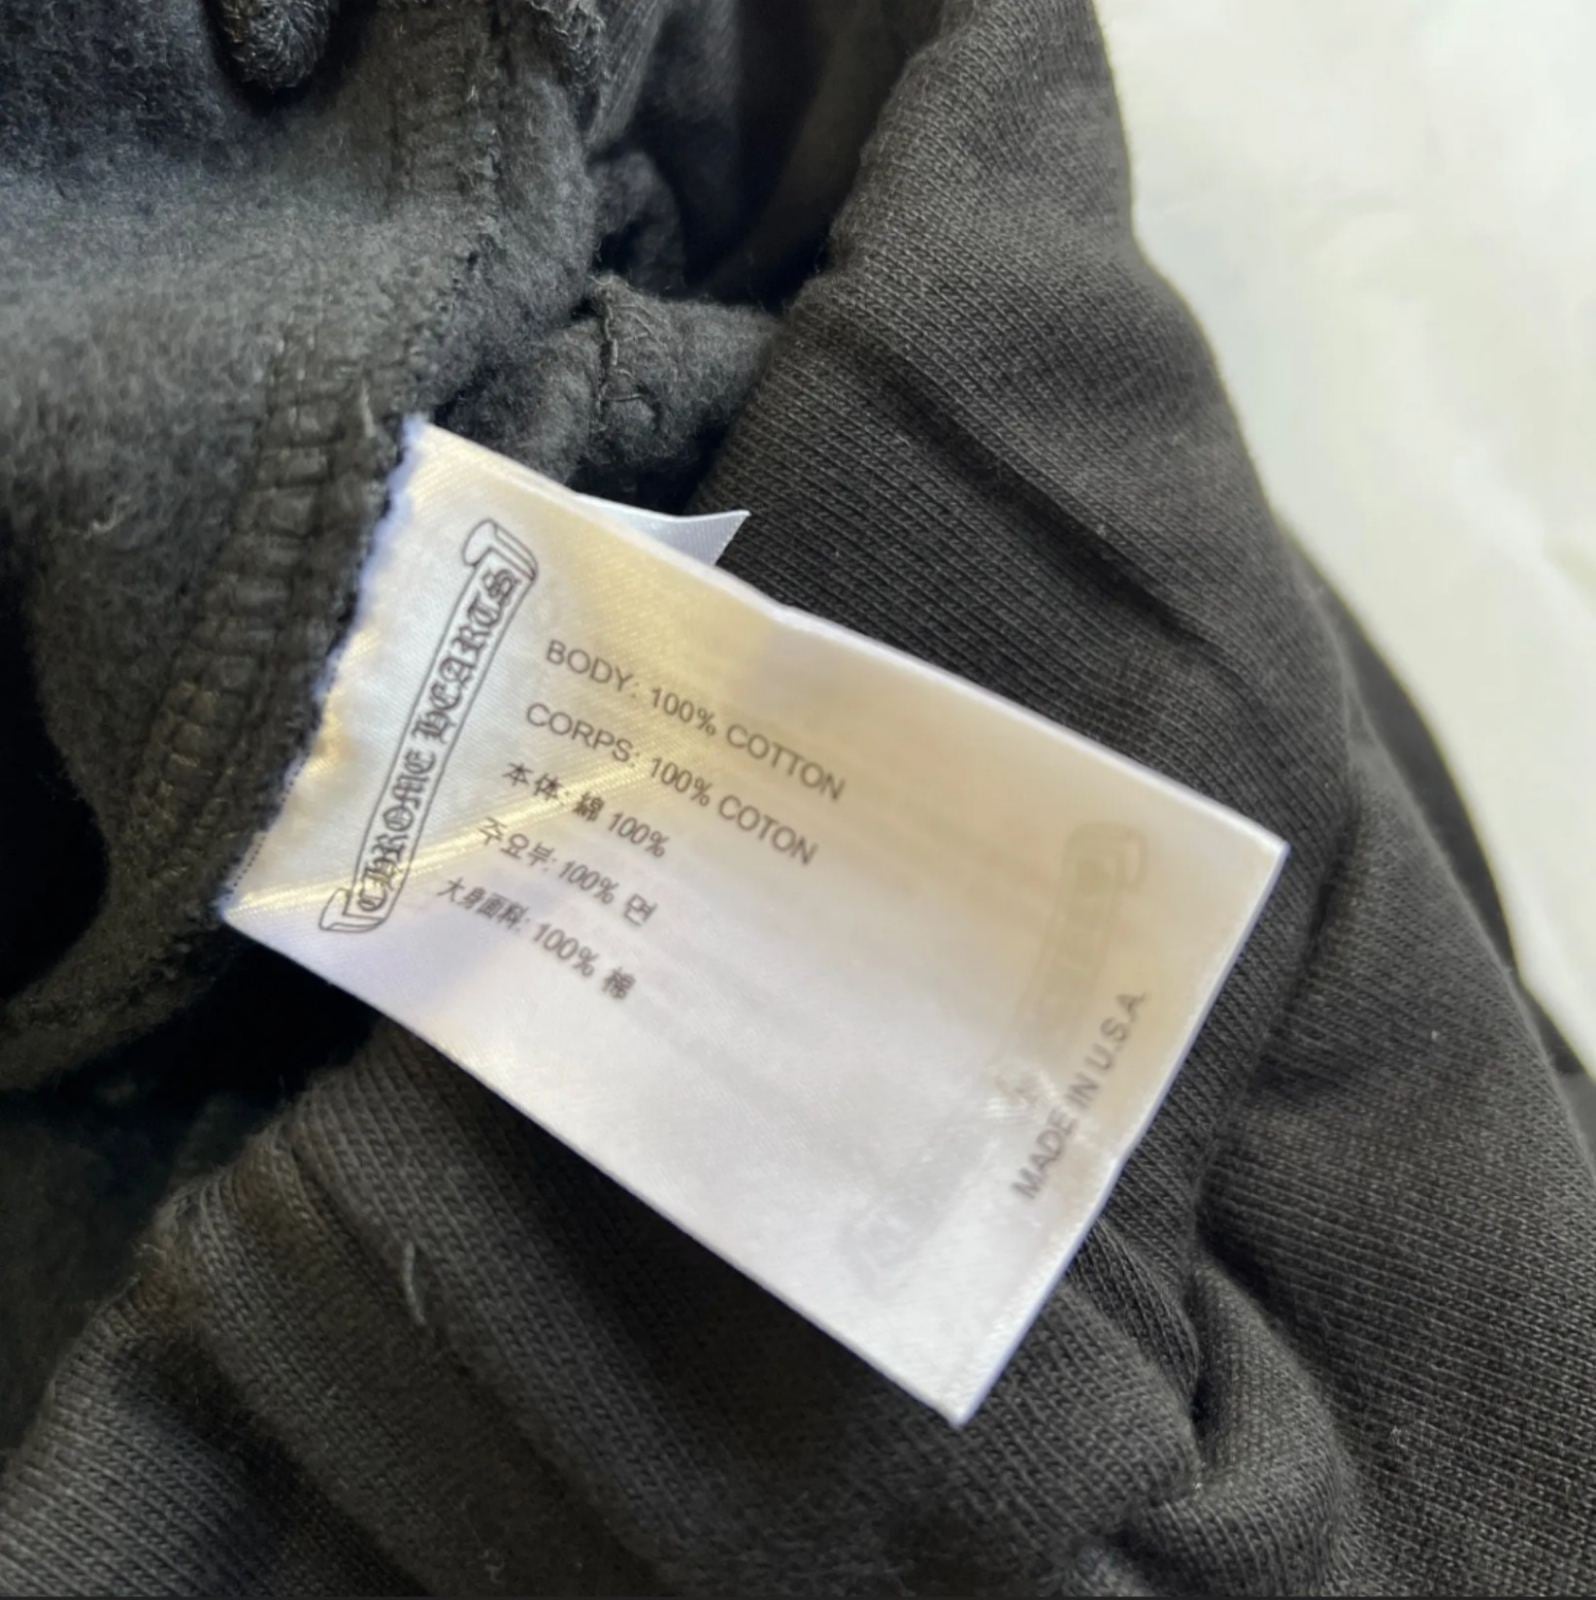 CHROME HEARTS
BODY: 100% COTTON
CORPS: 100% COTON
本体: 綿 100%
주요부: 100% 면
大身面料: 100% 棉
MADE IN U.S.A.